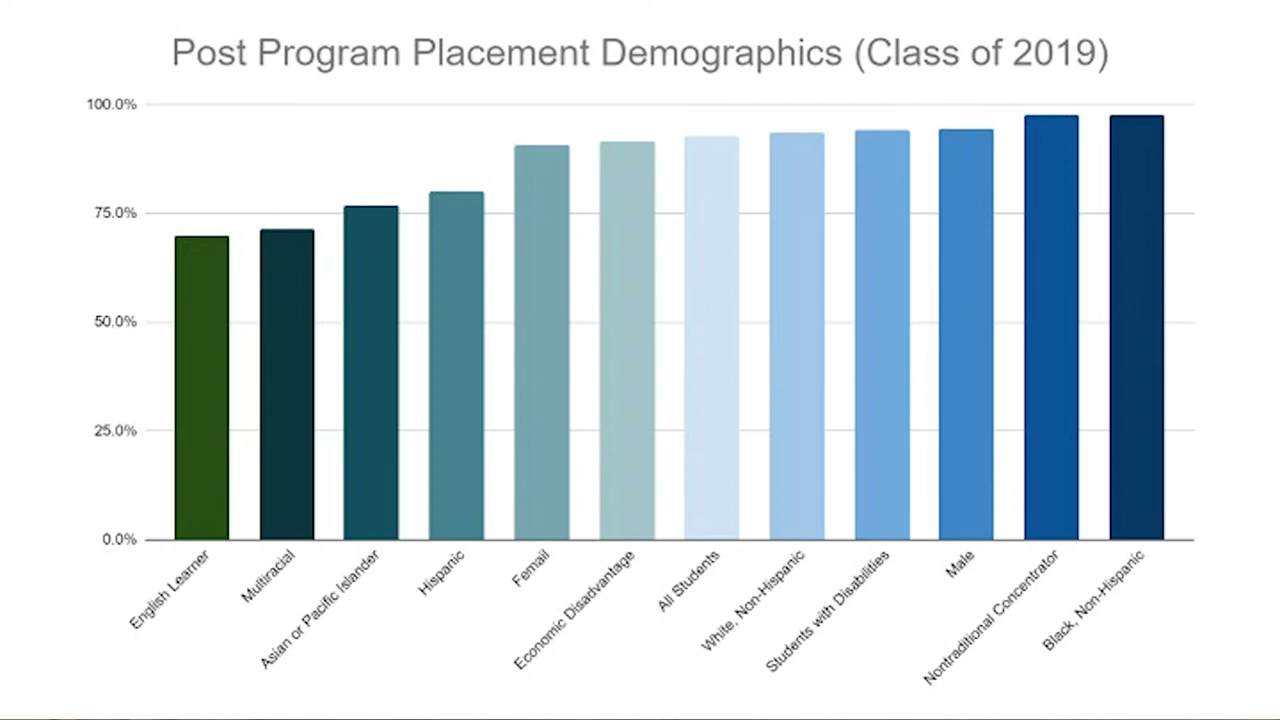 Post Program Placement Demographics (Class of 2019)
100.0%
75.0%
50.0%
25.0%
0.0%
English Learner
Multiracial
Asian or Pacific Islander
Hispanic
Femail
Economic Disadvantage
All Students
White, Non-Hispanic
Students with Disabilities
Male
Nontraditional Concentrator
Black, Non-Hispanic